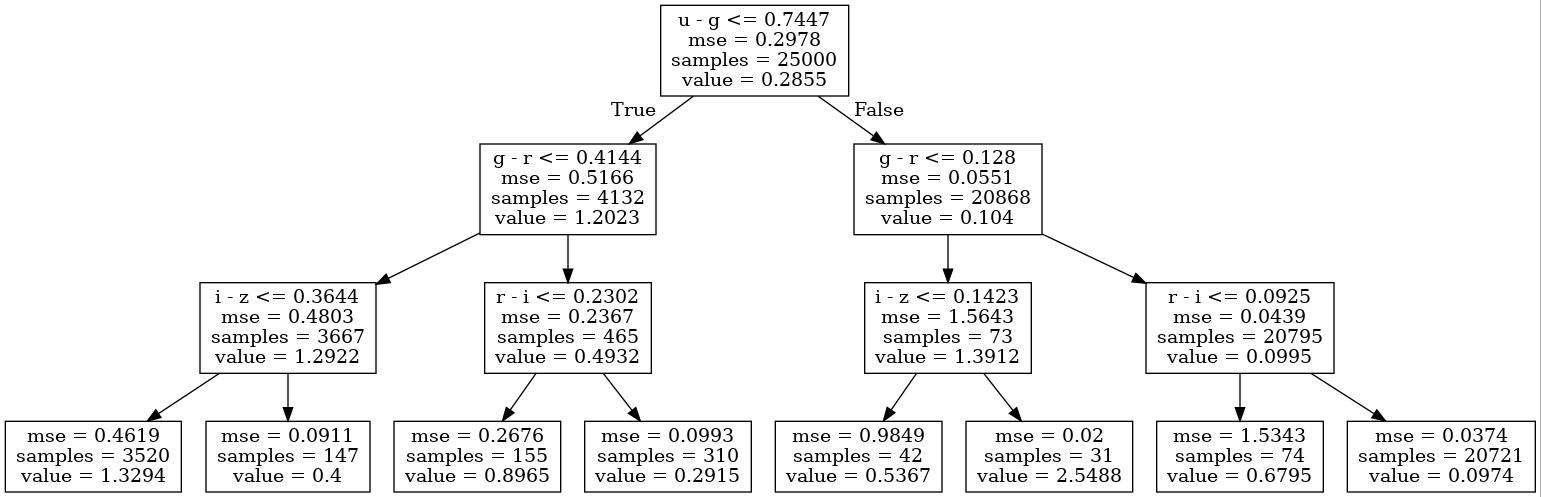 u - g <= 0.7447
mse = 0.2978
samples = 25000
value = 0.2855
True
False
g - r <= 0.4144
mse = 0.5166
samples = 4132
value = 1.2023
g - r <= 0.128
mse = 0.0551
samples = 20868
value = 0.104
i - z <= 0.3644
mse = 0.4803
samples = 3667
value = 1.2922
r - i <= 0.2302
mse = 0.2367
samples = 465
value = 0.4932
i - z <= 0.1423
mse = 1.5643
samples = 73
value = 1.3912
r - i <= 0.0925
mse = 0.0439
samples = 20795
value = 0.0995
mse = 0.4619
samples = 3520
value = 1.3294
mse = 0.0911
samples = 147
value = 0.4
mse = 0.2676
samples = 155
value = 0.8965
mse = 0.0993
samples = 310
value = 0.2915
mse = 0.9849
samples = 42
value = 0.5367
mse = 0.02
samples = 31
value = 2.5488
mse = 1.5343
samples = 74
value = 0.6795
mse = 0.0374
samples = 20721
value = 0.0974